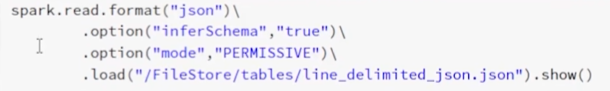 spark.read.format("json")\
.option("inferSchema","true")\
.option("mode","PERMISSIVE")\
.load("/FileStore/tables/line_delimited_json.json").show()